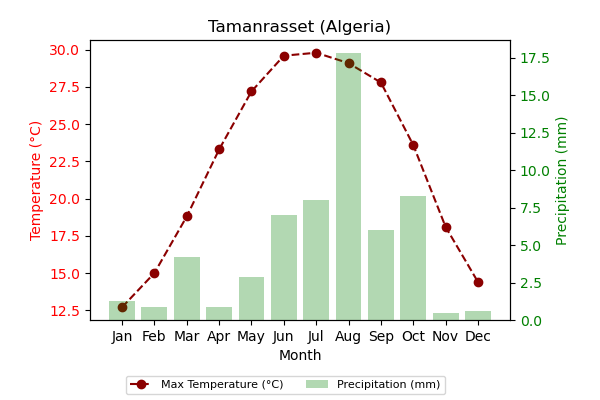 Tamanrasset (Algeria)
30.0
27.5
25.0
22.5
20.0
17.5
15.0
12.5
Temperature (°C)
17.5
15.0
12.5
10.0
7.5
5.0
2.5
0.0
Precipitation (mm)
Jan Feb Mar Apr May Jun Jul Aug Sep Oct Nov Dec
Month
Max Temperature (°C) Precipitation (mm)